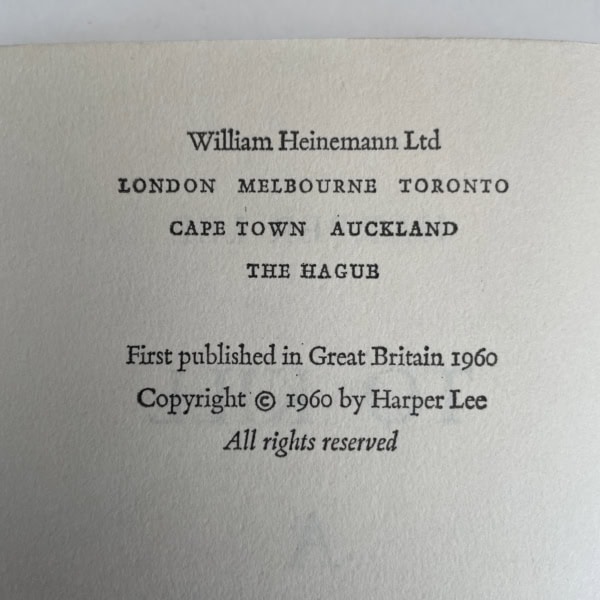 William Heinemann Ltd
LONDON MELBOURNE TORONTO
CAPE TOWN AUCKLAND
THE HAGUE
First published in Great Britain 1960
Copyright © 1960 by Harper Lee
All rights reserved